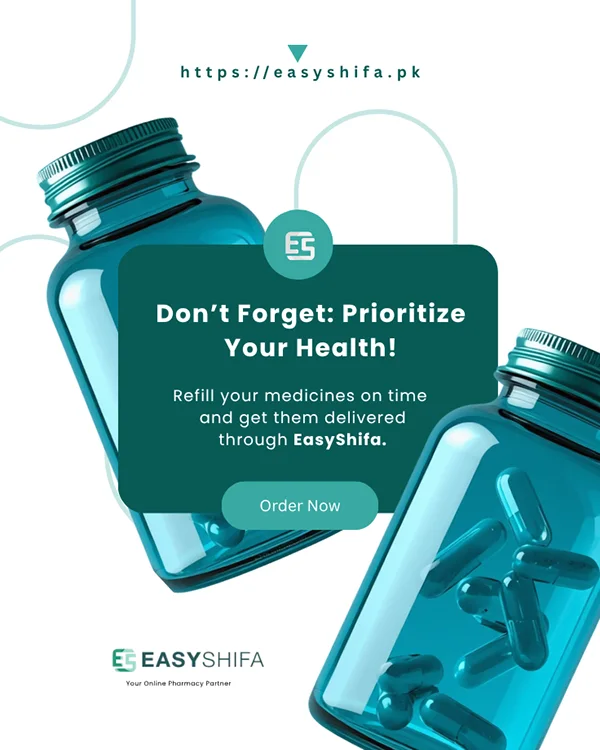 https://easyshifa.pk
ES
Don’t Forget: Prioritize
Your Health!
Refill your medicines on time
and get them delivered
through EasyShifa.
Order Now
ES EASYSHIFA
Your Online Pharmacy Partner